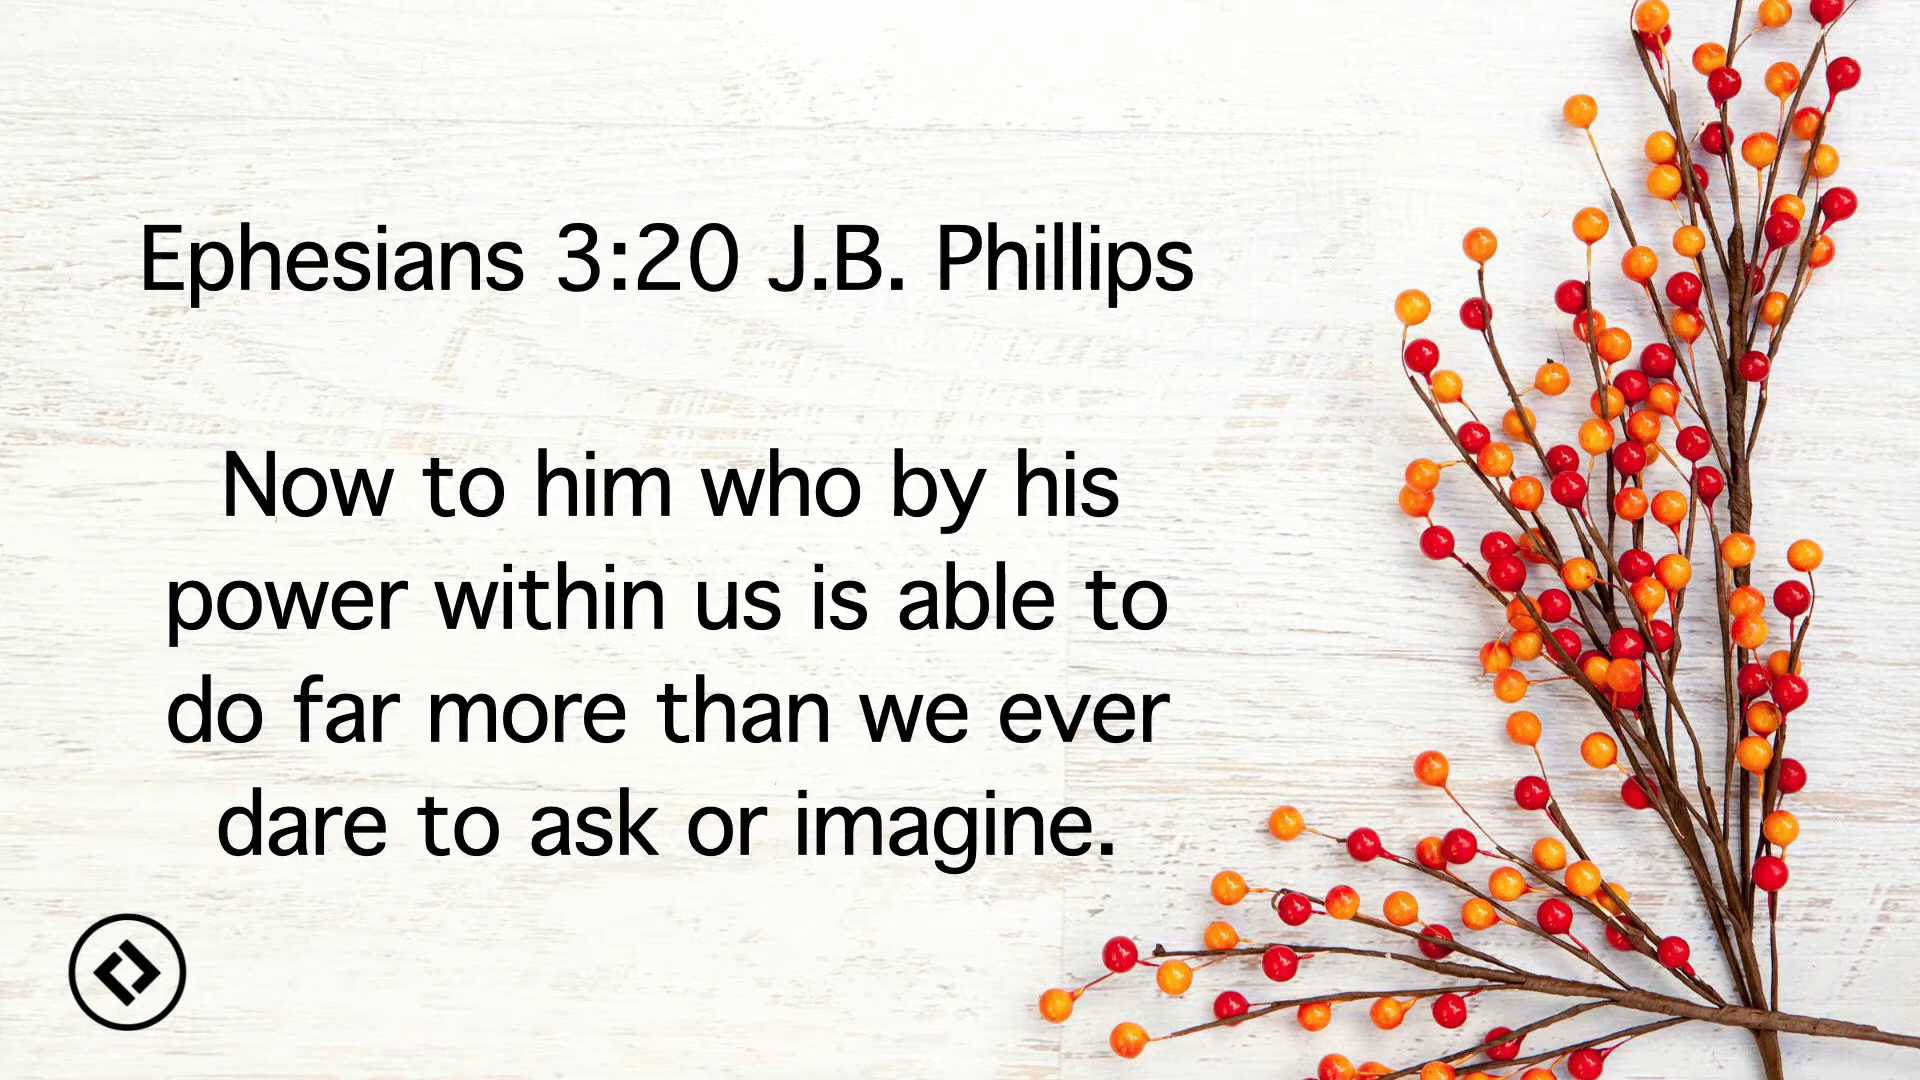 Ephesians 3:20 J.B. Phillips
Now to him who by his
power within us is able to
do far more than we ever
dare to ask or imagine.